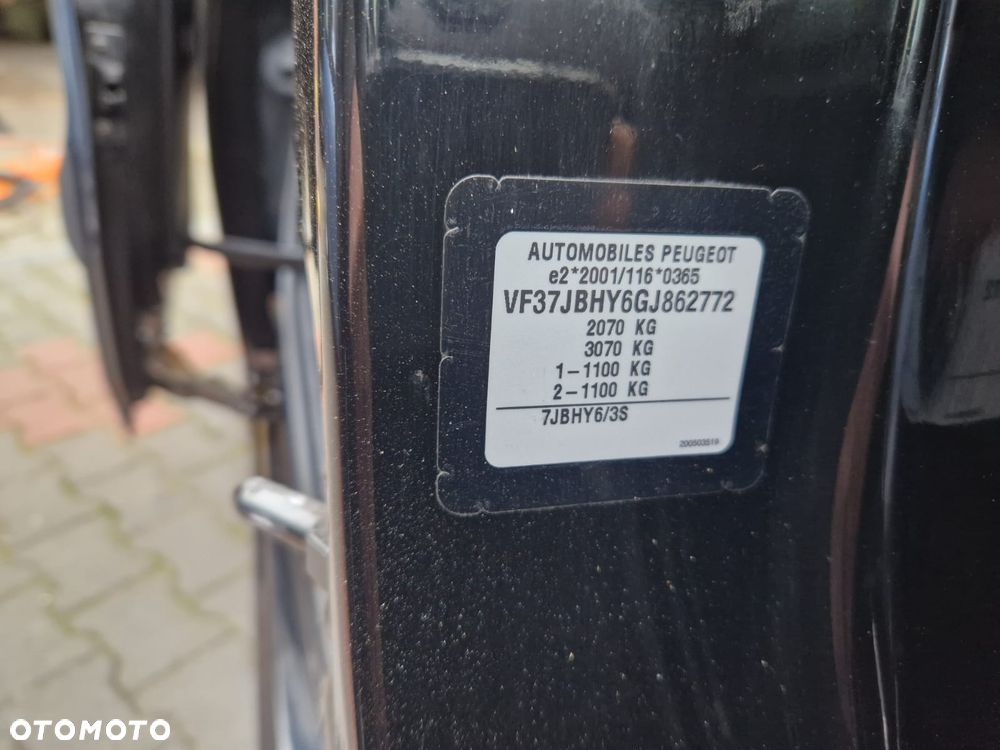 AUTOMOBILES PEUGEOT
e2*2001/116*0365
VF37JBHY6GJ862772
2070 KG
3070 KG
1-1100 KG
2-1100 KG
7JBHY6/3S
200503519
OTOMOTO